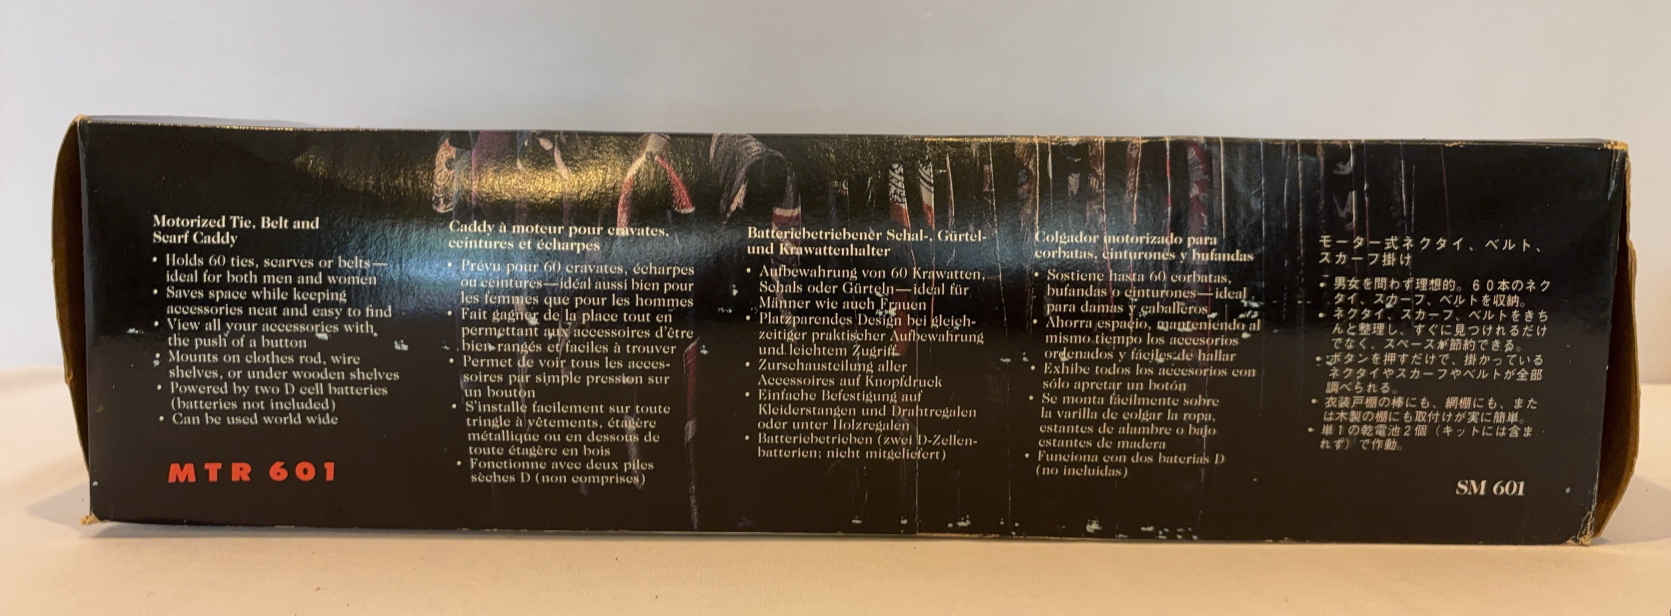 Motorized Tie, Belt and
Scarf Caddy
• Holds 60 ties, scarves or belts—
ideal for both men and women
• Saves space while keeping
accessories neat and easy to find
• View all your accessories with
the push of a button
• Mounts on clothes rod, wire
shelves, or under wooden shelves
• Powered by two D cell batteries
(batteries not included)
• Can be used world wide
MTR 601
Caddy à moteur pour cravates,
ceintures et écharpes
• Prévu pour 60 cravates, écharpes
ou ceintures—idéal aussi bien pour
les femmes que pour les hommes
• Fait gagner de la place tout en
permettant aux accessoires d'être
bien rangés et faciles à trouver
• Permet de voir tous les acces-
soires par simple pression sur
un bouton
• S'installe facilement sur toute
tringle à vêtements, étagère
métallique ou en dessous de
toute étagère en bois
• Fonctionne avec deux piles
sèches D (non comprises)
Batteriebetriebener Schal-, Gürtel-
und Krawattenhalter
• Aufbewahrung von 60 Krawatten,
Schals oder Gürteln—ideal für
Männer wie auch Frauen
• Platzparendes Design bei gleich-
zeitiger praktischer Aufbewahrung
und leichtem Zugriff
• Zurschausteilung aller
Accessoires auf Knopfdruck
• Einfache Befestigung auf
Kleiderstangen und Drahtregalen
oder unter Holzregalen
• Batteriebetrieben (zwei D-Zellen-
batterien; nicht mitgeliefert)
Colgador motorizado para
corbatas, cinturones y bufandas
• Sostiene hasta 60 corbatas,
bufandas o cinturones—ideal
para damas y caballeros
• Ahorra espacio, manteniendo al
mismo tiempo los accesorios
ordenados y fáciles de hallar
• Exhibe todos los accesorios con
sólo apretar un botón
• Se monta fácilmente sobre
la varilla de colgar la ropa,
estantes de alambre o bajo
estantes de madera
• Funciona con dos baterías D
(no incluidas)
モーター式ネクタイ、ベルト、
スカーフ掛け
• 男女を問わず理想的。６０本のネク
タイ、スカーフ、ベルトを収納。
• ネクタイ、スカーフ、ベルトをきち
んと整理し、すぐに見つけれるだけ
でなく、スペースが節約できる。
• ボタンを押すだけで、掛かっている
ネクタイやスカーフやベルトが全部
調べられる。
• 衣装戸棚の棒にも、網棚にも、また
は木製の棚にも取付けが実に簡単。
• 単１の乾電池２個（キットには含ま
れず）で作動。
SM 601